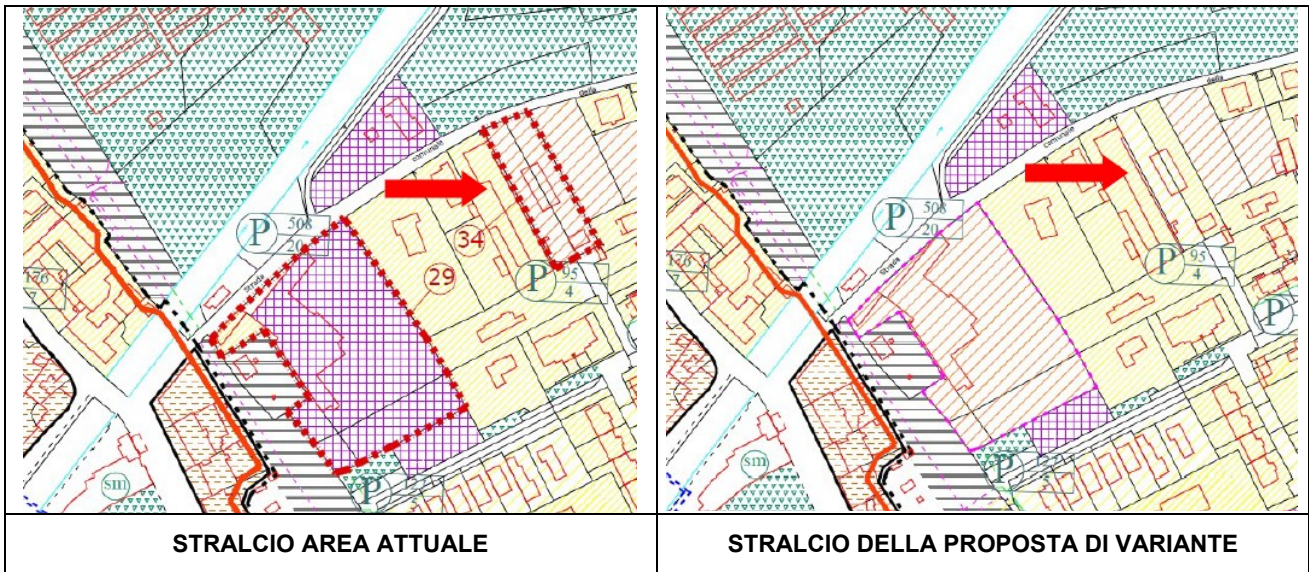 della
comunale
P 508
20
34
P 95
4
29
Strada
176
7
P
sm
STRALCIO AREA ATTUALE
della
comunale
P 508
20
P 95
4
P
Strada
176
7
P
sm
STRALCIO DELLA PROPOSTA DI VARIANTE